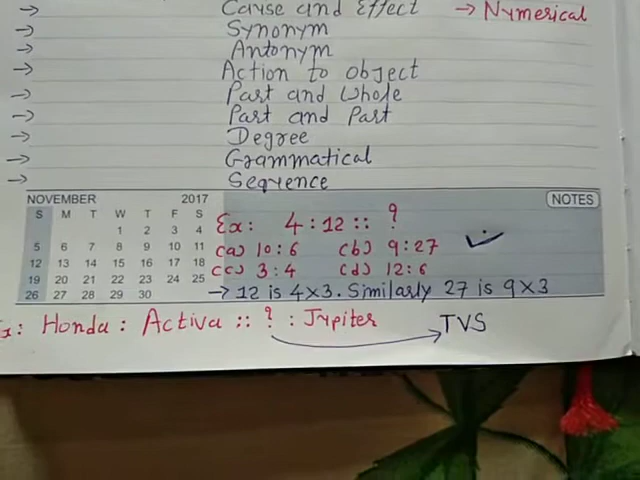 → Cause and Effect → Numerical
→ Synonym
→ Antonym
→ Action to Object
→ Part and Whole
→ Part and Part
→ Degree
→ Grammatical
→ Sequence
NOVEMBER 2017 NOTES
S M T W T F S
1 2 3 4
5 6 7 8 9 10 11
12 13 14 15 16 17 18
19 20 21 22 23 24 25
26 27 28 29 30
Ex: 4 : 12 :: ?
(a) 10 : 6 (b) 9 : 27
(c) 3 : 4 (d) 12 : 6
→ 12 is 4×3. Similarly 27 is 9×3
Ex: Honda : Activa :: ? : Jupiter → TVS